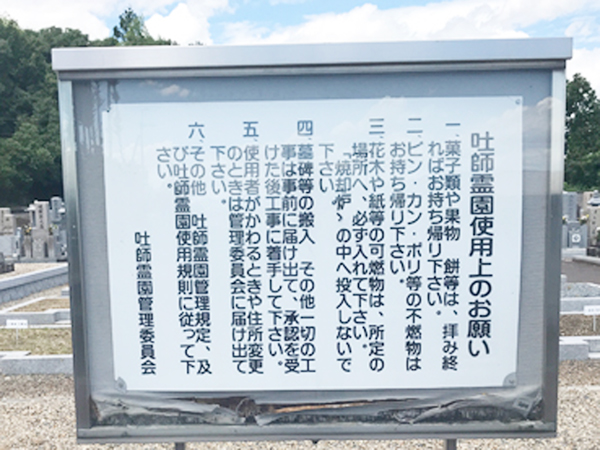 吐師霊園使用上のお願い
一、菓子類や果物　餅等は、拝み終
ればお持ち帰り下さい。
二、ビン・カン・ポリ等の不燃物は
お持ち帰り下さい。
三、花木や紙等の可燃物は、所定の
場所へ、必ず入れて下さい。
「焼却炉」の中へ投入しないで
下さい
四、墓碑等の搬入　その他一切の工
事は事前に届け出て、承認を受
けた後工事に着手して下さい。
五、使用者がかわるときや住所変更
のときは管理委員会に届け出て
下さい。
六、その他　吐師霊園管理規定、及
び吐師霊園使用規則に従って下
さい。
吐師霊園管理委員会